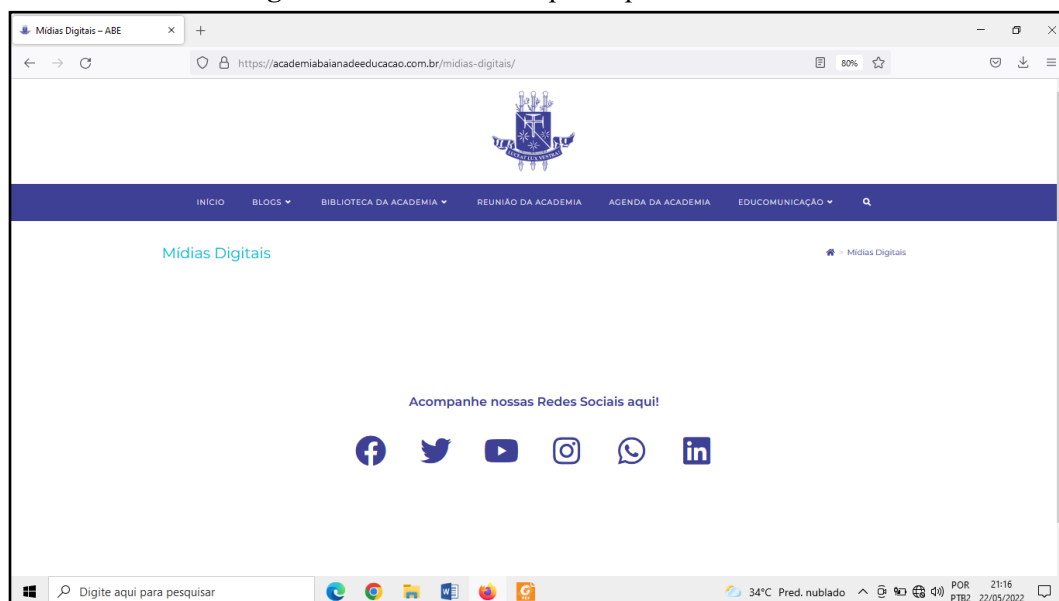 Mídias Digitais – ABE
https://academiabaianadeeducacao.com.br/midias-digitais/
80%
INÍCIO BLOGS BIBLIOTECA DA ACADEMIA REUNIÃO DA ACADEMIA AGENDA DA ACADEMIA EDUCOMUNICAÇÃO
Mídias Digitais
> Mídias Digitais
Acompanhe nossas Redes Sociais aqui!
Digite aqui para pesquisar
34°C Pred. nublado
POR 21:16
PTB2 22/05/2022